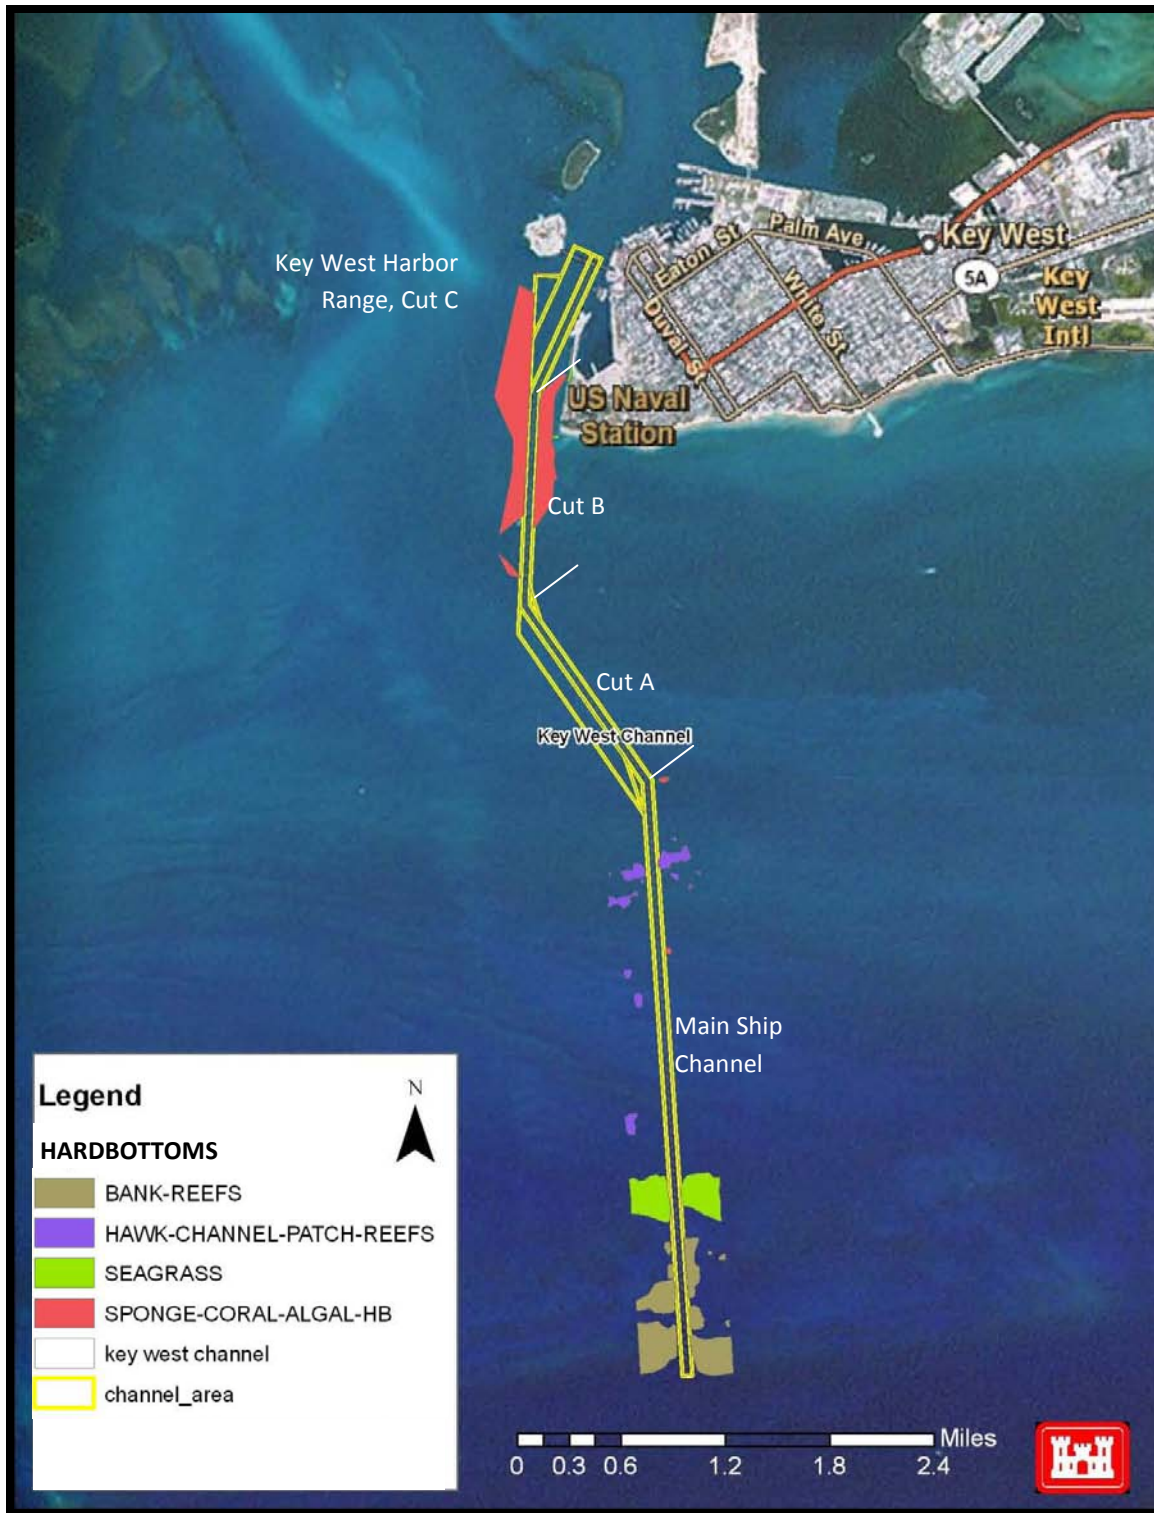 Palm Ave
Eaton St
Key West
5A
Key
West
Intl
White St
Duval S
Key West Harbor
Range, Cut C
US Naval
Station
Cut B
Cut A
Key West Channel
Main Ship
Channel
Legend
N
HARDBOTTOMS
BANK-REEFS
HAWK-CHANNEL-PATCH-REEFS
SEAGRASS
SPONGE-CORAL-ALGAL-HB
key west channel
channel_area
Miles
0 0.3 0.6 1.2 1.8 2.4